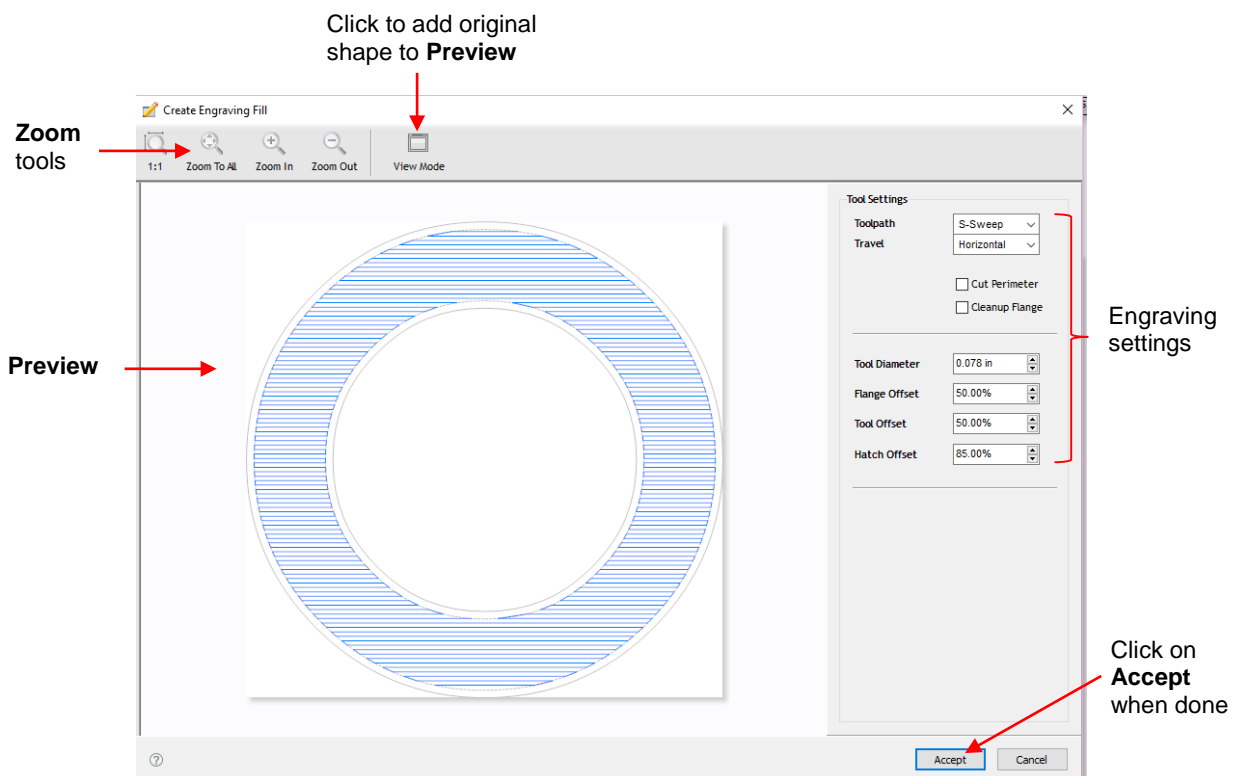 Click to add original
shape to Preview
Create Engraving Fill
Zoom
tools
1:1
Zoom To All
Zoom In
Zoom Out
View Mode
Tool Settings
Toolpath
S-Sweep
Travel
Horizontal
Cut Perimeter
Cleanup Flange
Engraving
settings
Preview
Tool Diameter
0.078 in
Flange Offset
50.00%
Tool Offset
50.00%
Hatch Offset
85.00%
Click on
Accept
when done
?
Accept
Cancel